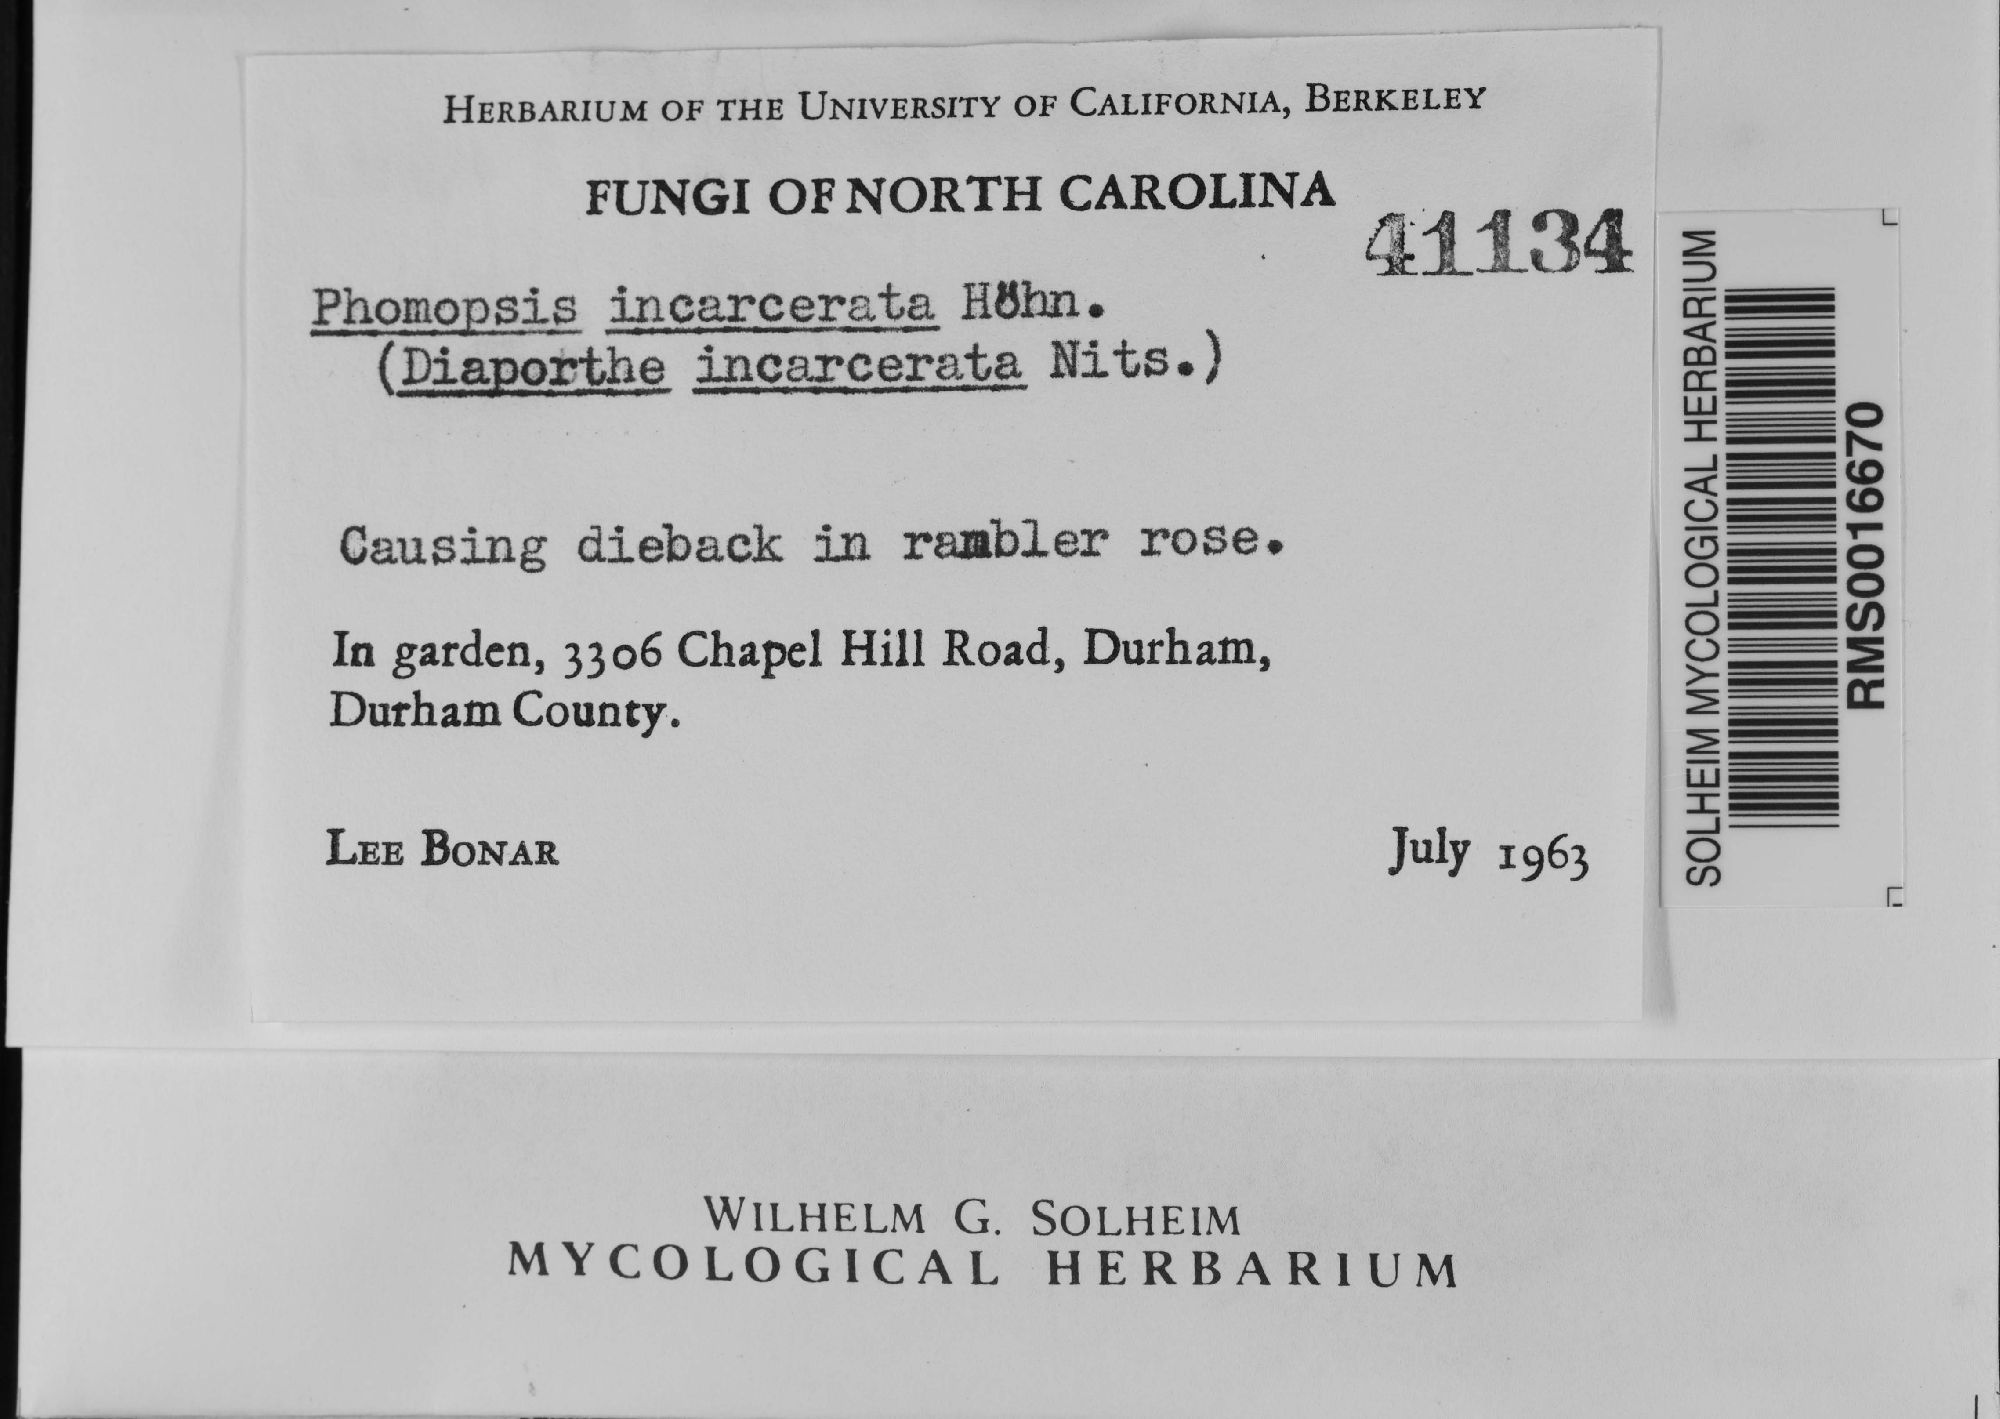 HERBARIUM OF THE UNIVERSITY OF CALIFORNIA, BERKELEY
FUNGI OF NORTH CAROLINA
41134
Phomopsis incarcerata Höhn.
(Diaporthe incarcerata Nits.)
Causing dieback in rambler rose.
In garden, 3306 Chapel Hill Road, Durham,
Durham County.
LEE BONAR
July 1963
SOLHEIM MYCOLOGICAL HERBARIUM
RMS0016670
WILHELM G. SOLHEIM
MYCOLOGICAL HERBARIUM